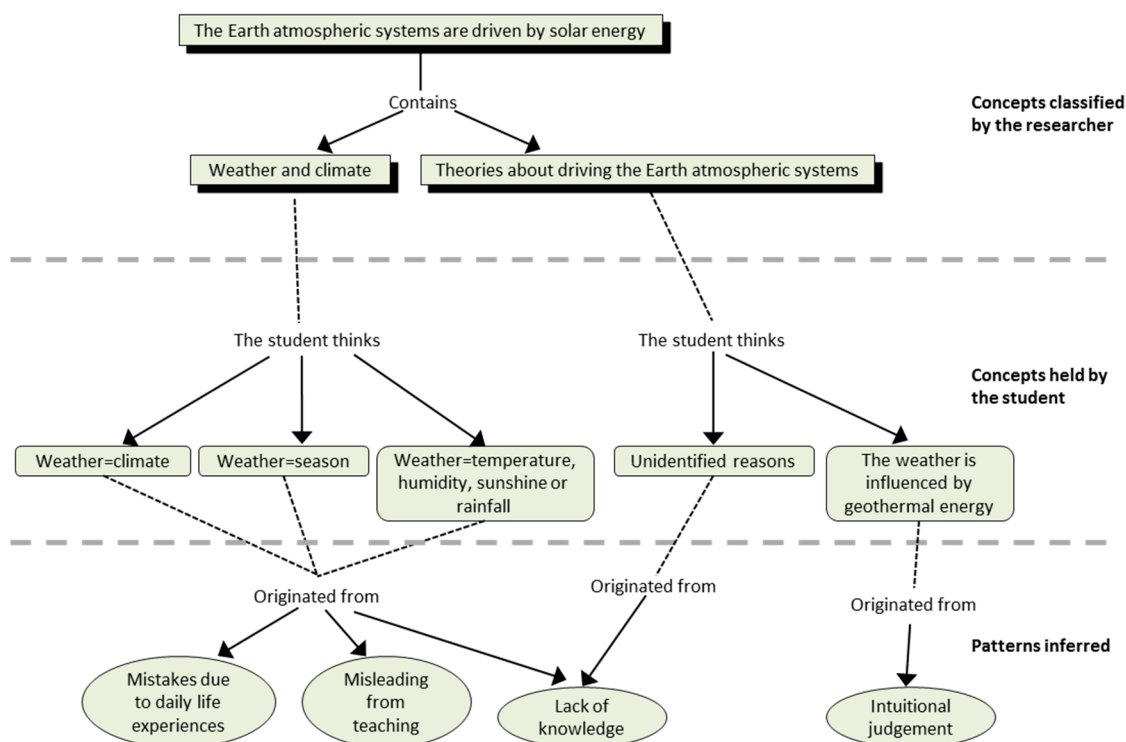 The Earth atmospheric systems are driven by solar energy
Contains
Concepts classified
by the researcher
Weather and climate
Theories about driving the Earth atmospheric systems
The student thinks
The student thinks
Concepts held by
the student
Weather=climate
Weather=season
Weather=temperature,
humidity, sunshine or
rainfall
Unidentified reasons
The weather is
influenced by
geothermal energy
Originated from
Originated from
Originated from
Patterns inferred
Mistakes due
to daily life
experiences
Misleading
from
teaching
Lack of
knowledge
Intuitional
judgement